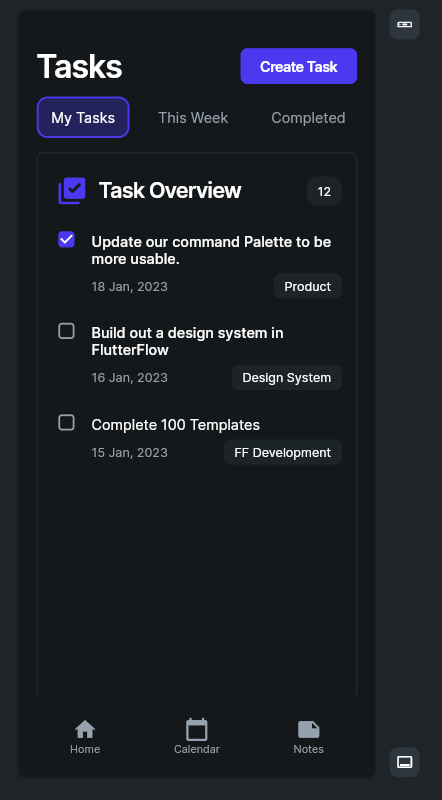 Tasks
Create Task
My Tasks
This Week
Completed
Task Overview
12
Update our command Palette to be
more usable.
18 Jan, 2023
Product
Build out a design system in
FlutterFlow
16 Jan, 2023
Design System
Complete 100 Templates
15 Jan, 2023
FF Development
Home
Calendar
Notes